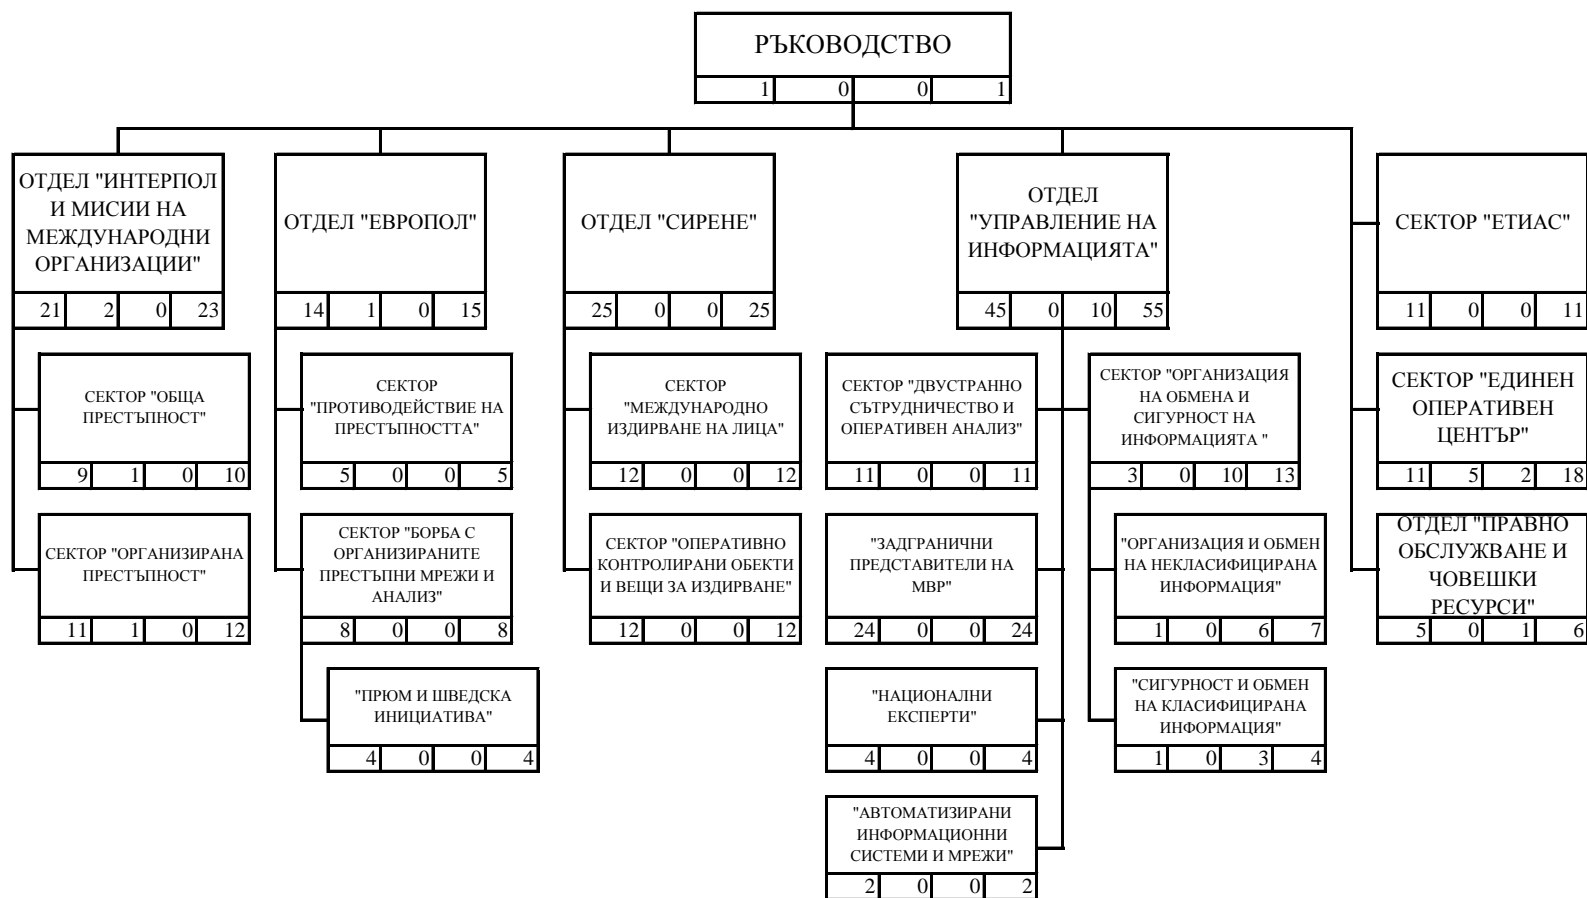 РЪКОВОДСТВО
1 0 0 1
ОТДЕЛ "ИНТЕРПОЛ
И МИСИИ НА
МЕЖДУНАРОДНИ
ОРГАНИЗАЦИИ"
21 2 0 23
СЕКТОР "ОБЩА
ПРЕСТЪПНОСТ"
9 1 0 10
СЕКТОР "ОРГАНИЗИРАНА
ПРЕСТЪПНОСТ"
11 1 0 12
ОТДЕЛ "ЕВРОПОЛ"
14 1 0 15
СЕКТОР
"ПРОТИВОДЕЙСТВИЕ НА
ПРЕСТЪПНОСТТА"
5 0 0 5
СЕКТОР "БОРБА С
ОРГАНИЗИРАНИТЕ
ПРЕСТЪПНИ МРЕЖИ И
АНАЛИЗ"
8 0 0 8
"ПРЮМ И ШВЕДСКА
ИНИЦИАТИВА"
4 0 0 4
ОТДЕЛ "СИРЕНЕ"
25 0 0 25
СЕКТОР
"МЕЖДУНАРОДНО
ИЗДИРВАНЕ НА ЛИЦА"
12 0 0 12
СЕКТОР "ОПЕРАТИВНО
КОНТРОЛИРАНИ ОБЕКТИ
И ВЕЩИ ЗА ИЗДИРВАНЕ"
12 0 0 12
ОТДЕЛ
"УПРАВЛЕНИЕ НА
ИНФОРМАЦИЯТА"
45 0 10 55
СЕКТОР "ДВУСТРАННО
СЪТРУДНИЧЕСТВО И
ОПЕРАТИВЕН АНАЛИЗ"
11 0 0 11
"ЗАДГРАНИЧНИ
ПРЕДСТАВИТЕЛИ НА
МВР"
24 0 0 24
"НАЦИОНАЛНИ
ЕКСПЕРТИ"
4 0 0 4
"АВТОМАТИЗИРАНИ
ИНФОРМАЦИОННИ
СИСТЕМИ И МРЕЖИ"
2 0 0 2
СЕКТОР "ОРГАНИЗАЦИЯ
НА ОБМЕНА И
СИГУРНОСТ НА
ИНФОРМАЦИЯТА "
3 0 10 13
"ОРГАНИЗАЦИЯ И ОБМЕН
НА НЕКЛАСИФИЦИРАНА
ИНФОРМАЦИЯ"
1 0 6 7
"СИГУРНОСТ И ОБМЕН
НА КЛАСИФИЦИРАНА
ИНФОРМАЦИЯ"
1 0 3 4
СЕКТОР "ЕТИАС"
11 0 0 11
СЕКТОР "ЕДИНЕН
ОПЕРАТИВЕН
ЦЕНТЪР"
11 5 2 18
ОТДЕЛ "ПРАВНО
ОБСЛУЖВАНЕ И
ЧОВЕШКИ
РЕСУРСИ"
5 0 1 6